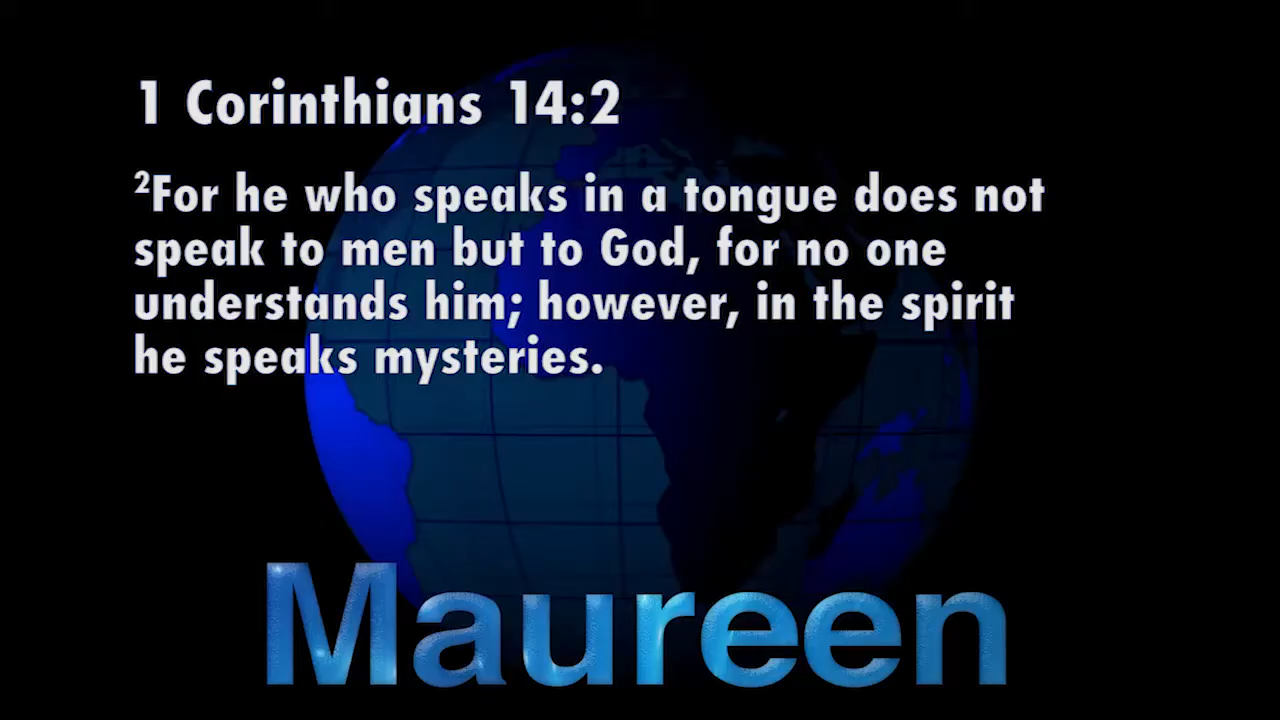 1 Corinthians 14:2
²For he who speaks in a tongue does not
speak to men but to God, for no one
understands him; however, in the spirit
he speaks mysteries.
Maureen